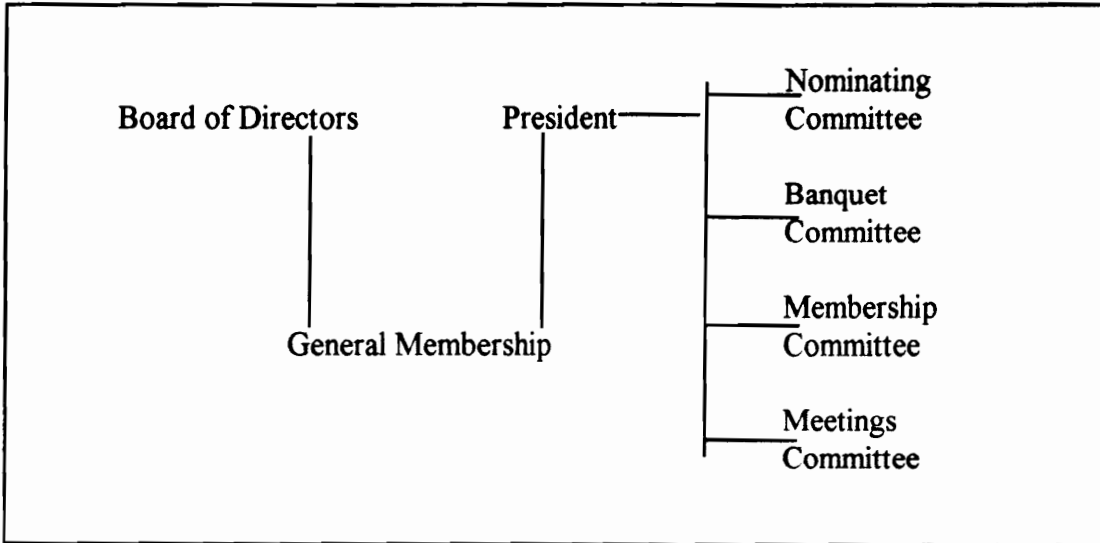 Board of Directors
President
Nominating
Committee
Banquet
Committee
Membership
Committee
General Membership
Meetings
Committee